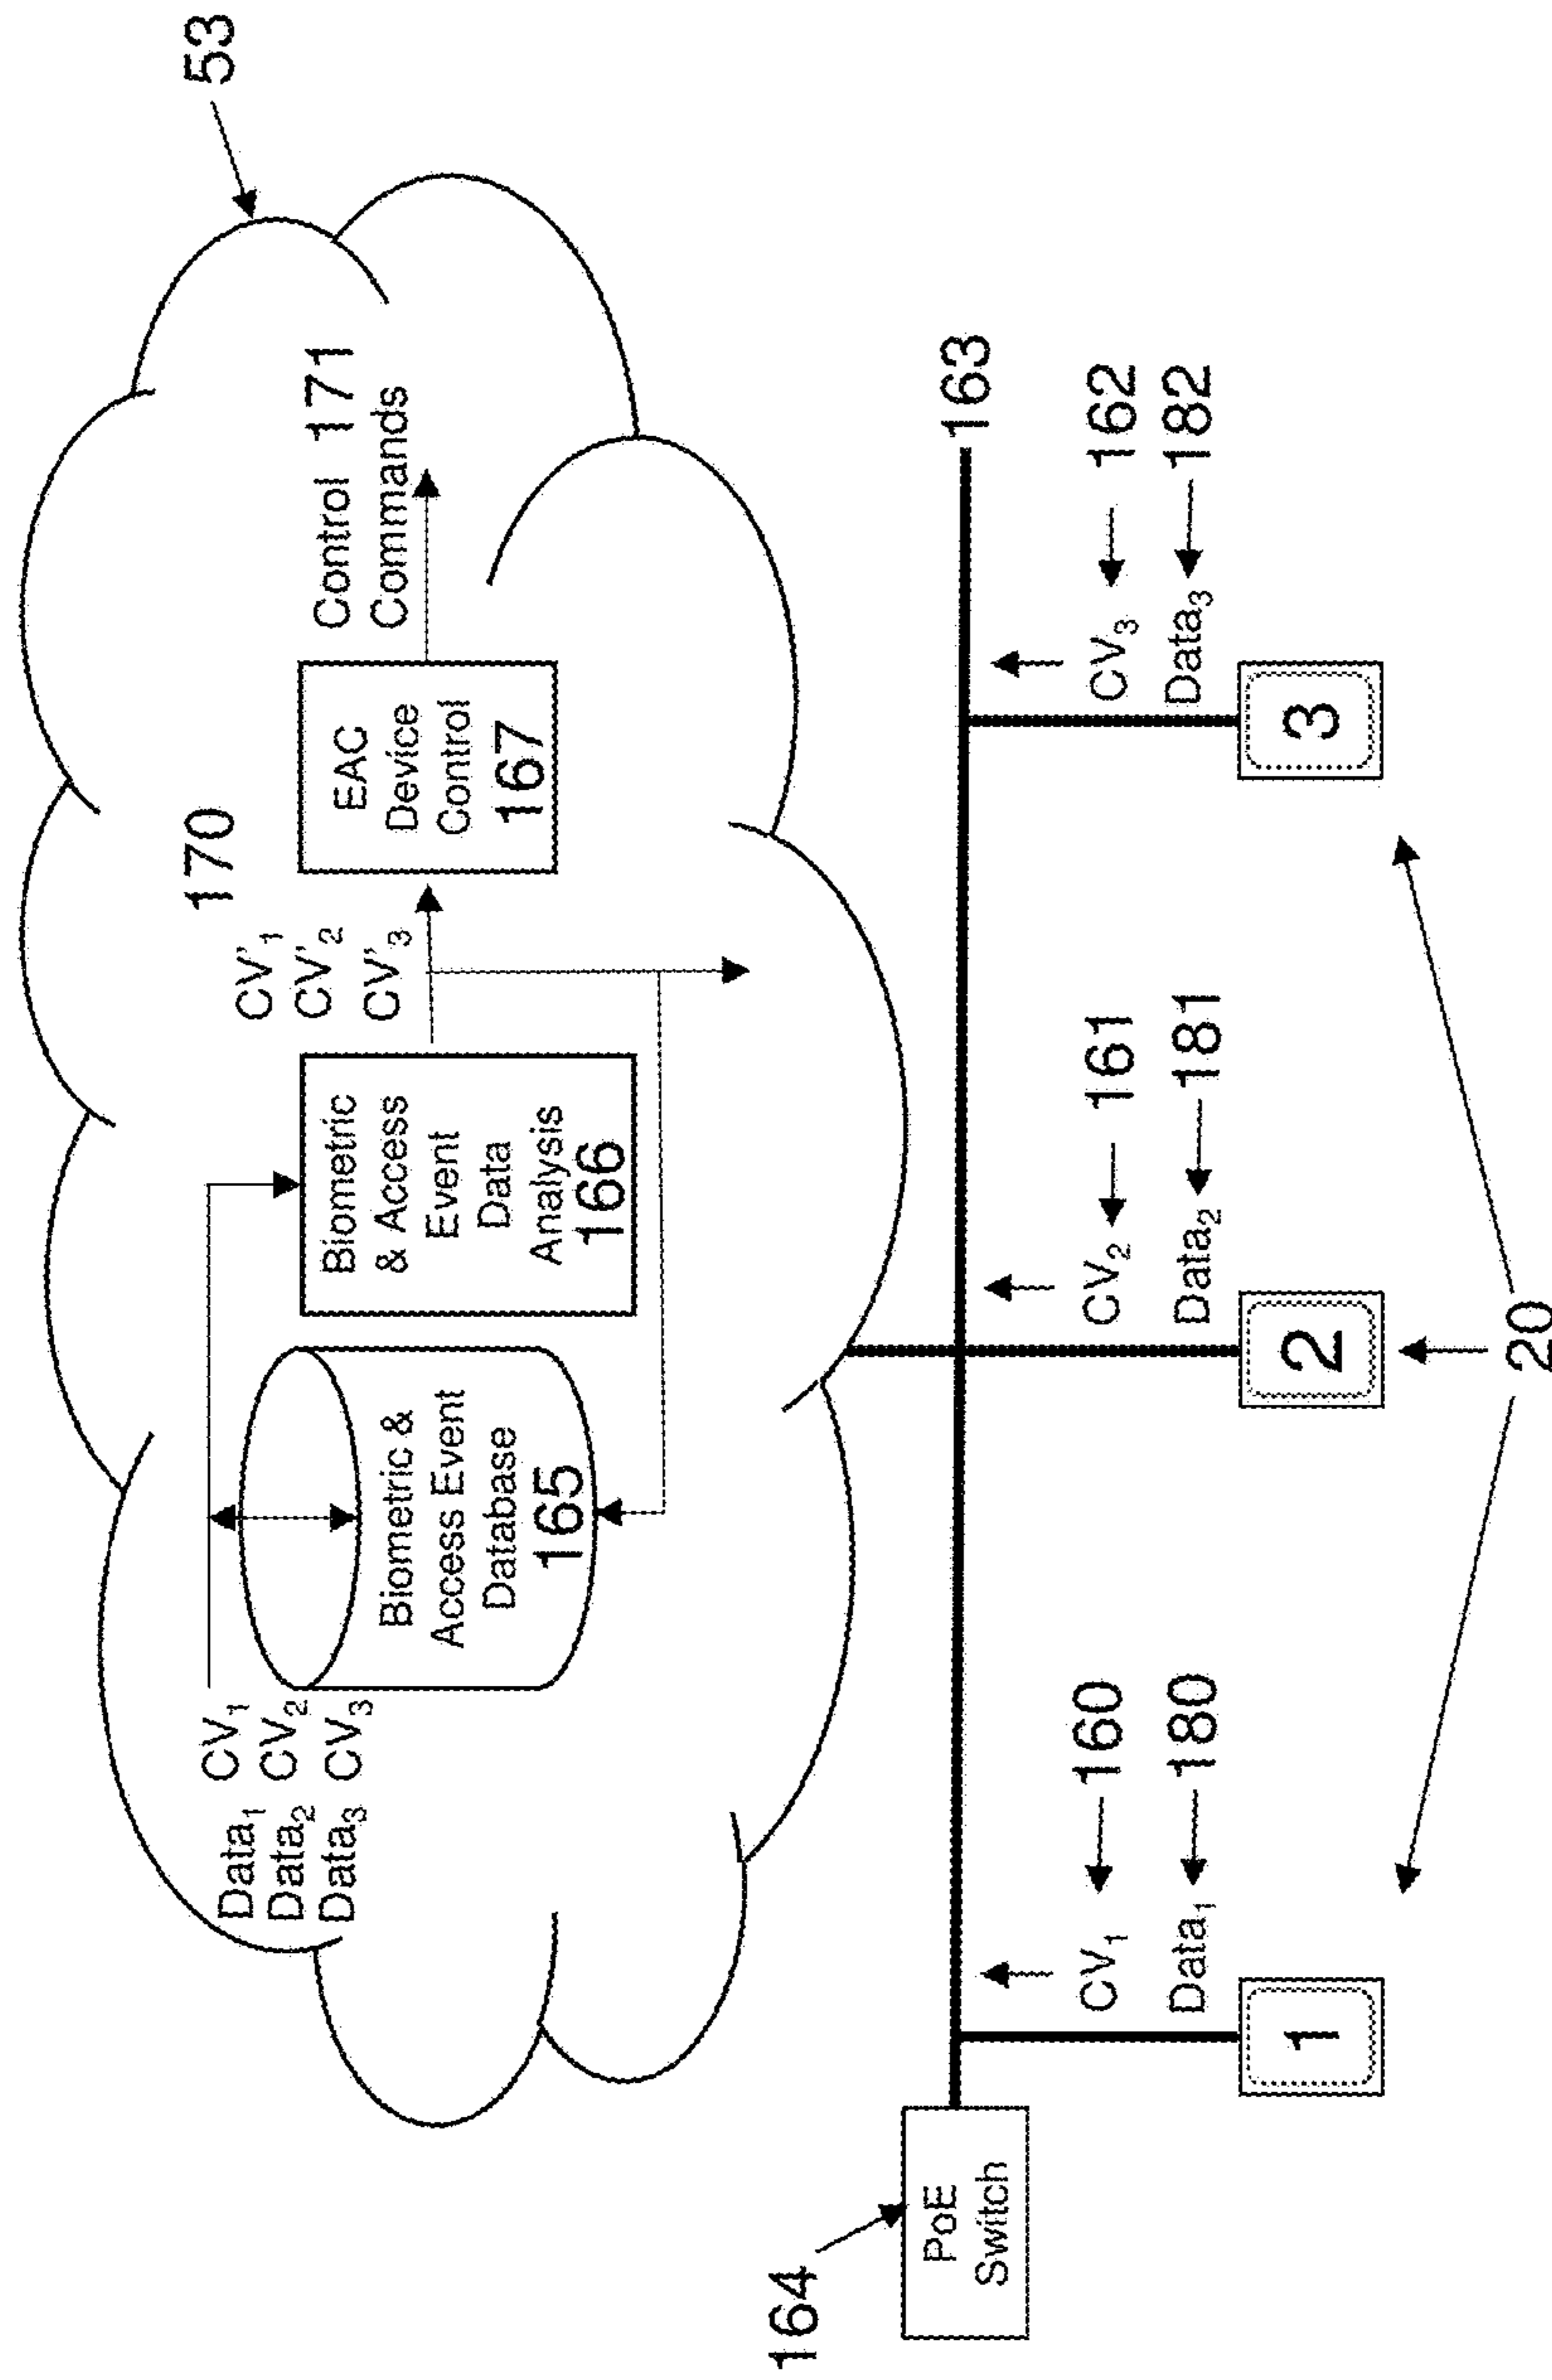 53
170
Data₁ CV₁
Data₂ CV₂
Data₃ CV₃
Biometric &
Access Event
Database
165
Biometric
& Access
Event
Data
Analysis
166
CV'₁
CV'₂
CV'₃
EAC
Device
Control
167
Control 171
Commands
164
PoE
Switch
163
CV₁ 160
Data₁ 180
1
CV₂ 161
Data₂ 181
2
CV₃ 162
Data₃ 182
3
20